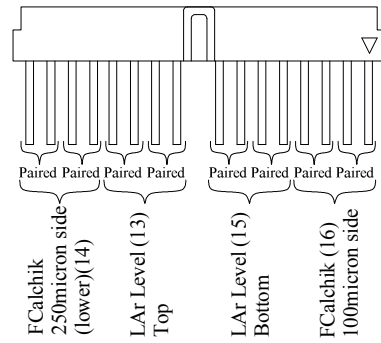 Paired Paired Paired Paired Paired Paired Paired Paired
FCalchik
250micron side
(lower)(14)
LAr Level (13)
Top
LAr Level (15)
Bottom
FCalchik (16)
100micron side